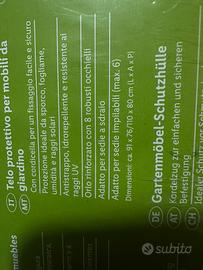 IT Telo protettivo per mobili da
giardino
Con cordicella per un fissaggio facile e sicuro
Protezione ideale da sporco, fogliame,
umidità e raggi solari
Antistrappo, idrorepellente e resistente ai
raggi UV
Orlo rinforzato con 8 robusti occhielli
Adatto per sedie a sdraio
Adatto per sedie impilabili (max. 6)
Dimensioni: ca. 91 x 76/110 x 80 cm (L x A x P)
DE Gartenmöbel-Schutzhülle
AT Kordelzug zur einfachen und sicheren
Befestigung
CH Idealer
subito